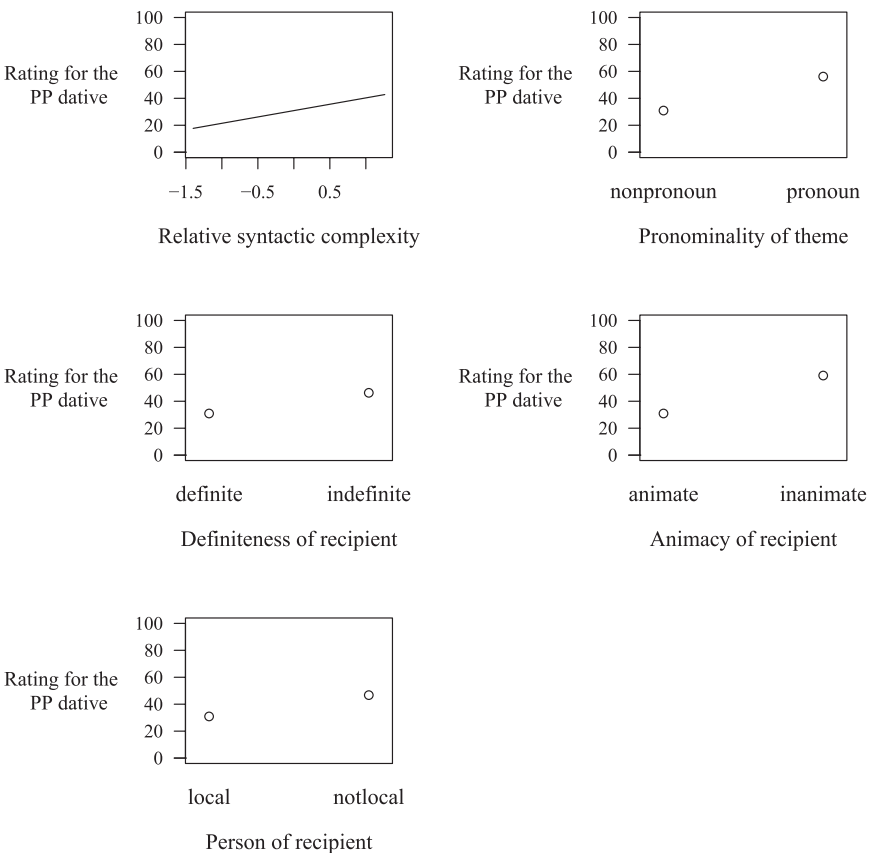 100
80
60
40
20
0
Rating for the
PP dative
−1.5 −0.5 0.5
Relative syntactic complexity
100
80
60
40
20
0
Rating for the
PP dative
nonpronoun pronoun
Pronominality of theme
100
80
60
40
20
0
Rating for the
PP dative
definite indefinite
Definiteness of recipient
100
80
60
40
20
0
Rating for the
PP dative
animate inanimate
Animacy of recipient
100
80
60
40
20
0
Rating for the
PP dative
local notlocal
Person of recipient